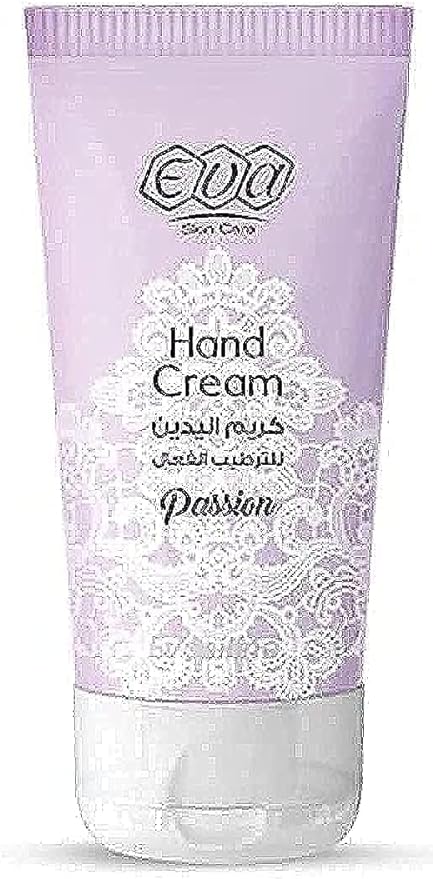 Eva
Skin Care
Hand
Cream
كريم اليدين
للترطيب الفعال
Passion